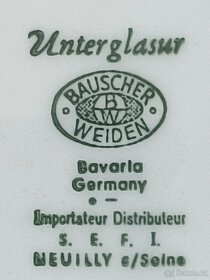 Unterglasur
BAUSCHER
BW
WEIDEN
Bavaria
Germany
Importateur Distributeur
S. E. F. I.
NEUILLY s/Seine